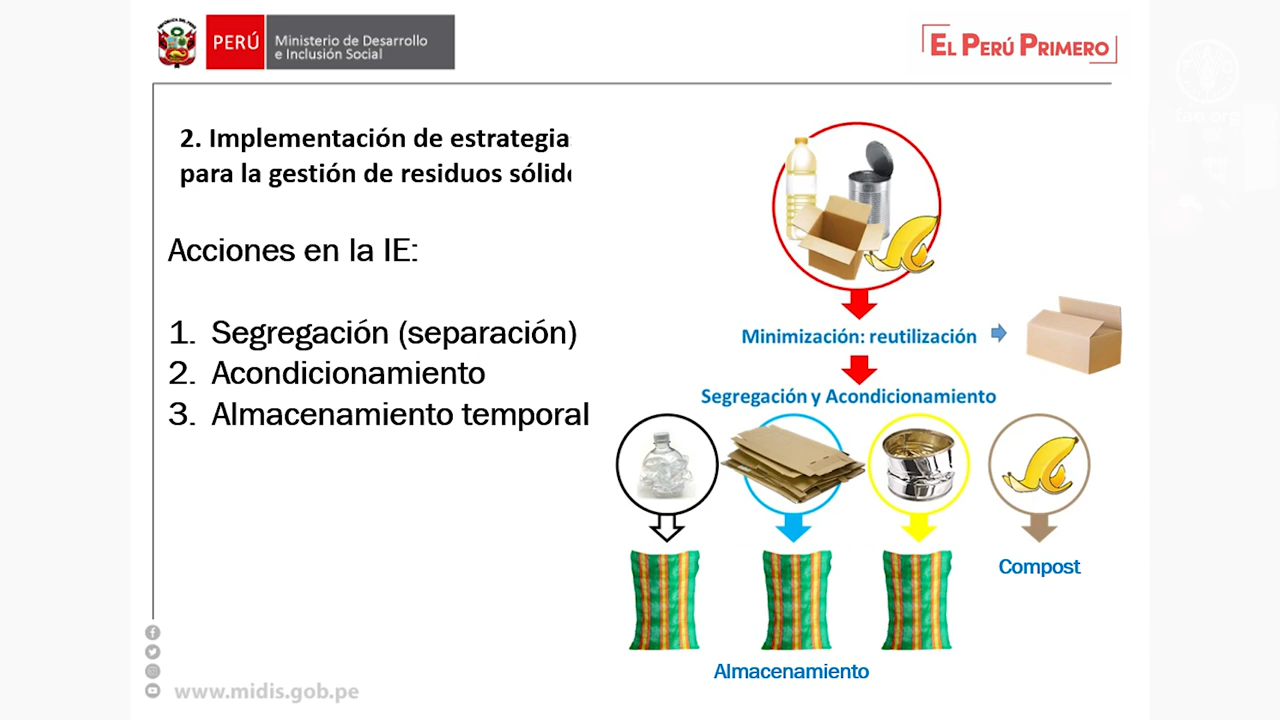 PERÚ
Ministerio de Desarrollo
e Inclusión Social
EL PERÚ PRIMERO
2. Implementación de estrategia
para la gestión de residuos sólid
Acciones en la IE:
1. Segregación (separación)
2. Acondicionamiento
3. Almacenamiento temporal
Minimización: reutilización
Segregación y Acondicionamiento
Compost
Almacenamiento
www.midis.gob.pe